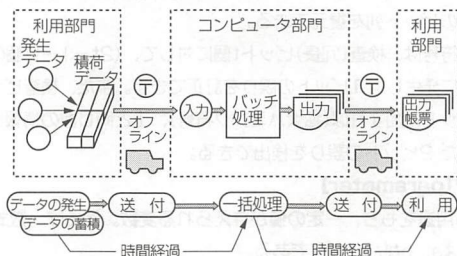 利用部門
コンピュータ部門
利用
部門
発生
データ
積荷
データ
〒
オフ
ライン
入力
バッチ
処理
出力
〒
オフ
ライン
出力
帳票
データの発生
データの蓄積
送付
一括処理
送付
利用
時間経過
時間経過